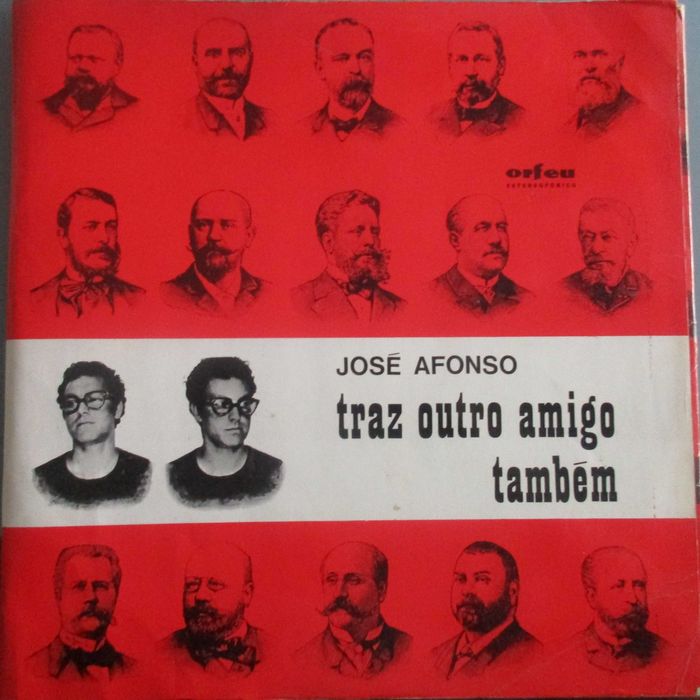 orfeu
ESTEREOFÓNICO
JOSÉ AFONSO
traz outro amigo
também